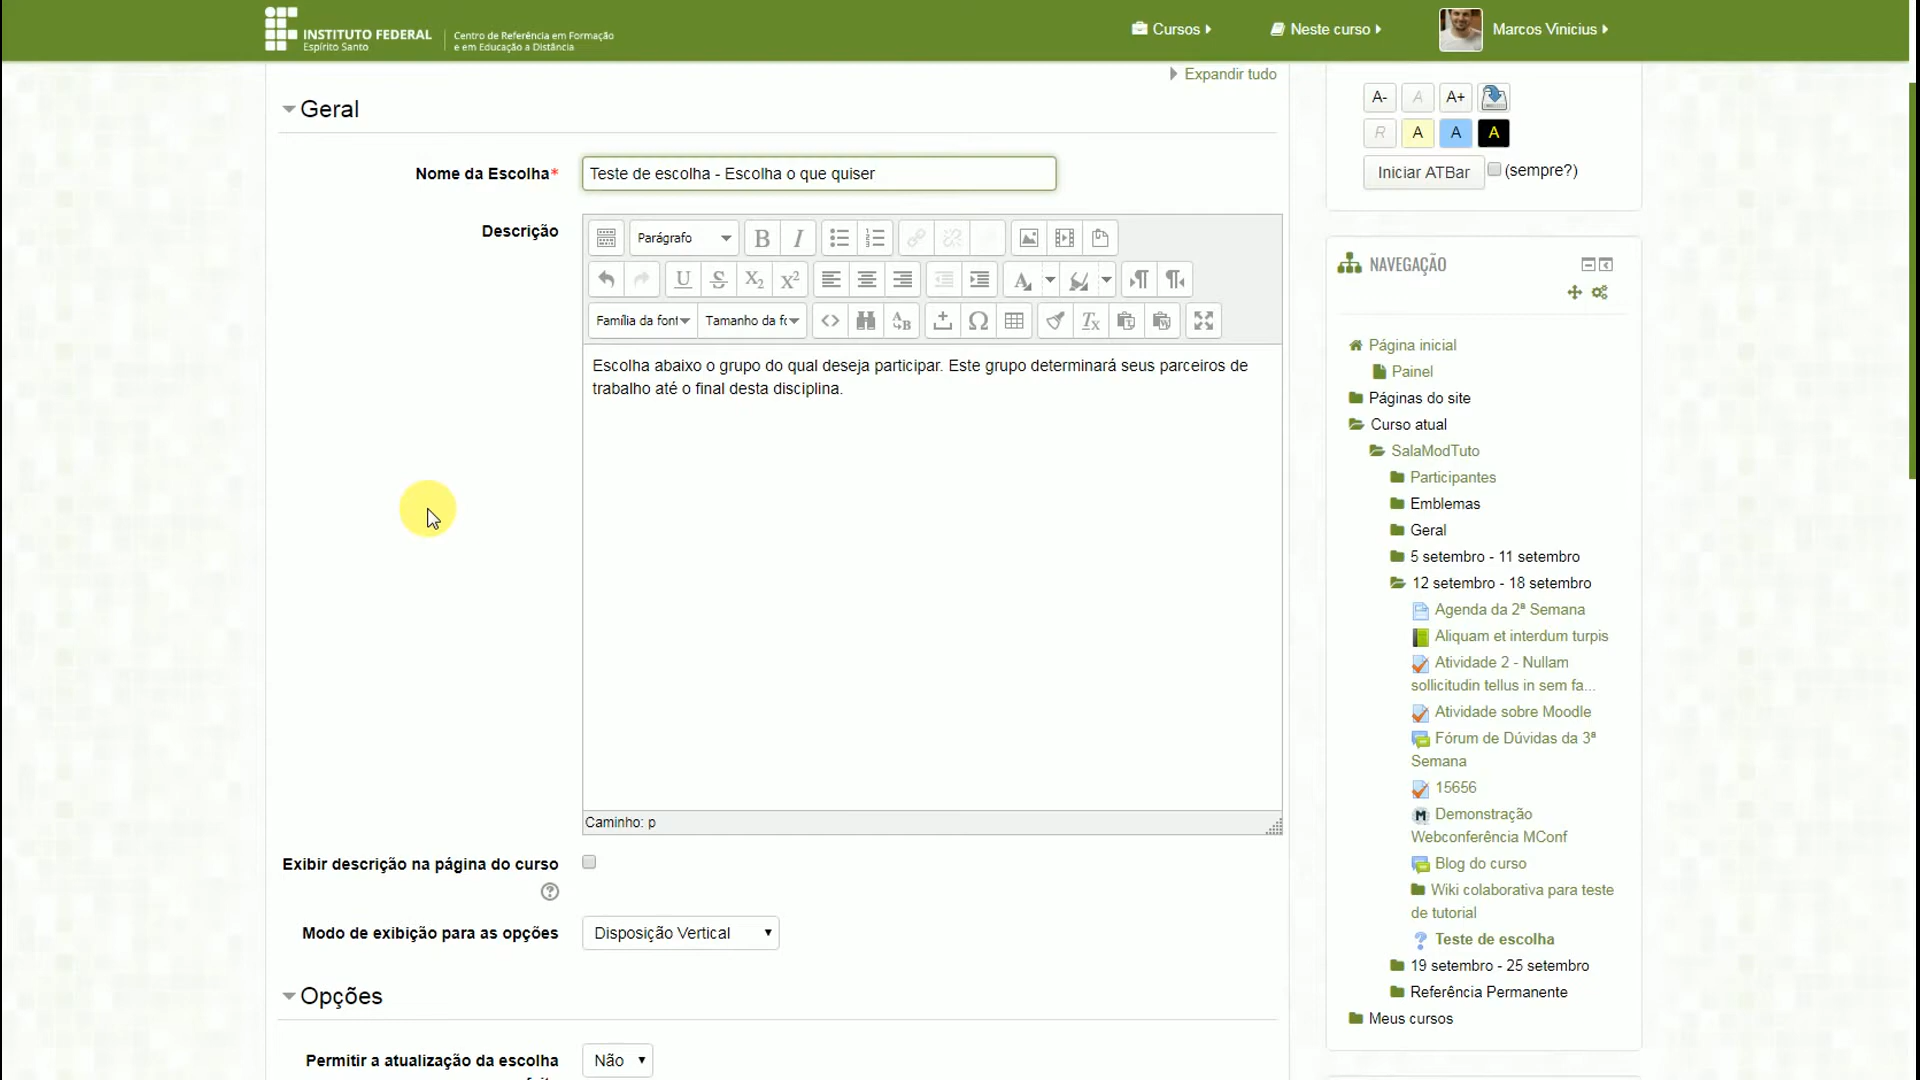 INSTITUTO FEDERAL
Espírito Santo
Centro de Referência em Formação
e em Educação a Distância
Cursos
Neste curso
Marcos Vinicius
Expandir tudo
Geral
Nome da Escolha*
Teste de escolha - Escolha o que quiser
Descrição
Parágrafo
B I
U S X₂ X²
Família da font
Tamanho da fo
Escolha abaixo o grupo do qual deseja participar. Este grupo determinará seus parceiros de
trabalho até o final desta disciplina.
Caminho: p
Exibir descrição na página do curso
Modo de exibição para as opções
Disposição Vertical
Opções
Permitir a atualização da escolha
Não
A- A A+
R A A A
Iniciar ATBar
(sempre?)
NAVEGAÇÃO
Página inicial
Painel
Páginas do site
Curso atual
SalaModTuto
Participantes
Emblemas
Geral
5 setembro - 11 setembro
12 setembro - 18 setembro
Agenda da 2ª Semana
Aliquam et interdum turpis
Atividade 2 - Nullam
sollicitudin tellus in sem fa...
Atividade sobre Moodle
Fórum de Dúvidas da 3ª
Semana
15656
Demonstração
Webconferência MConf
Blog do curso
Wiki colaborativa para teste
de tutorial
Teste de escolha
19 setembro - 25 setembro
Referência Permanente
Meus cursos